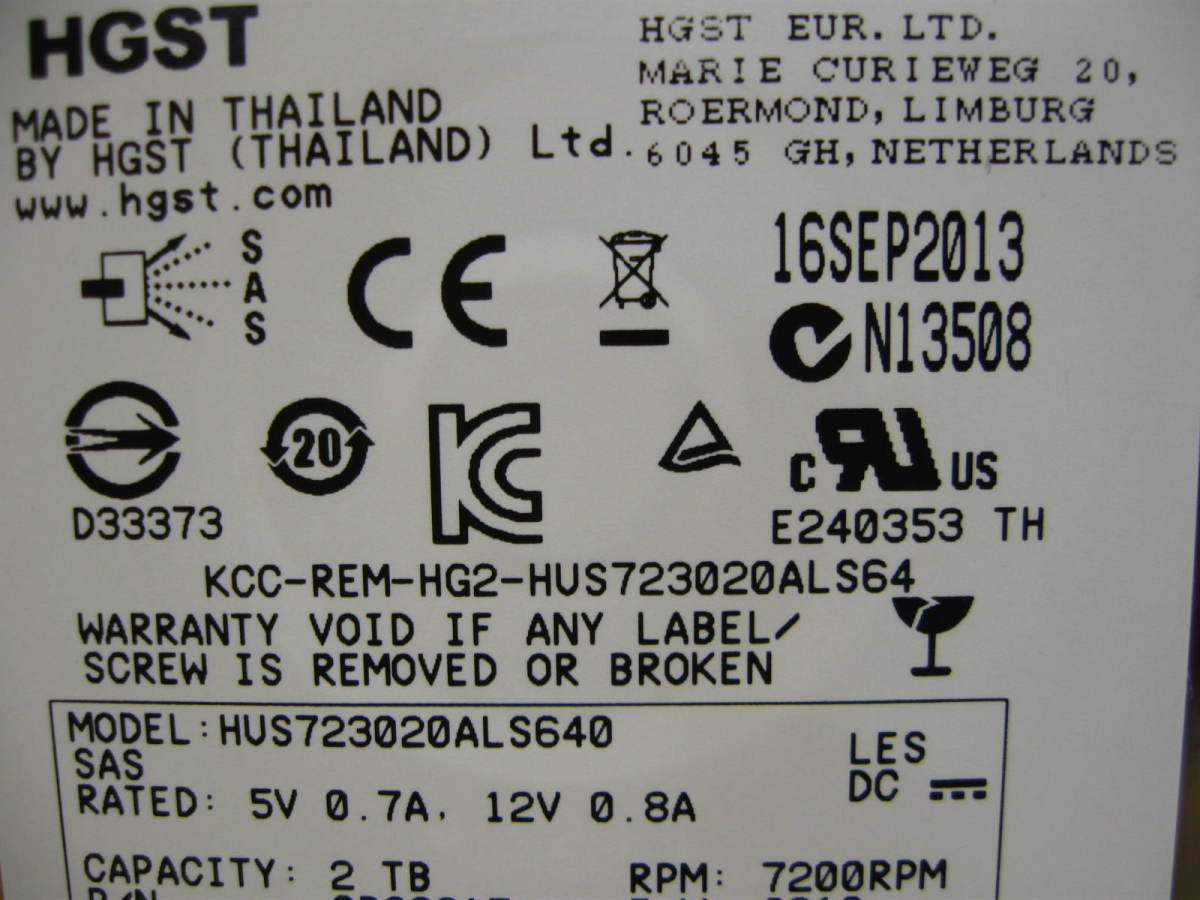 HGST
MADE IN THAILAND
BY HGST (THAILAND) Ltd.
www.hgst.com
HGST EUR. LTD.
MARIE CURIEWEG 20,
ROERMOND, LIMBURG
6045 GH, NETHERLANDS
SAS
CE
16SEP2013
N13508
D33373
20
KC
c RU US
E240353 TH
KCC-REM-HG2-HUS723020ALS64
WARRANTY VOID IF ANY LABEL/
SCREW IS REMOVED OR BROKEN
MODEL:HUS723020ALS640
SAS
RATED: 5V 0.7A, 12V 0.8A
LES
DC
CAPACITY: 2 TB
RPM: 7200RPM